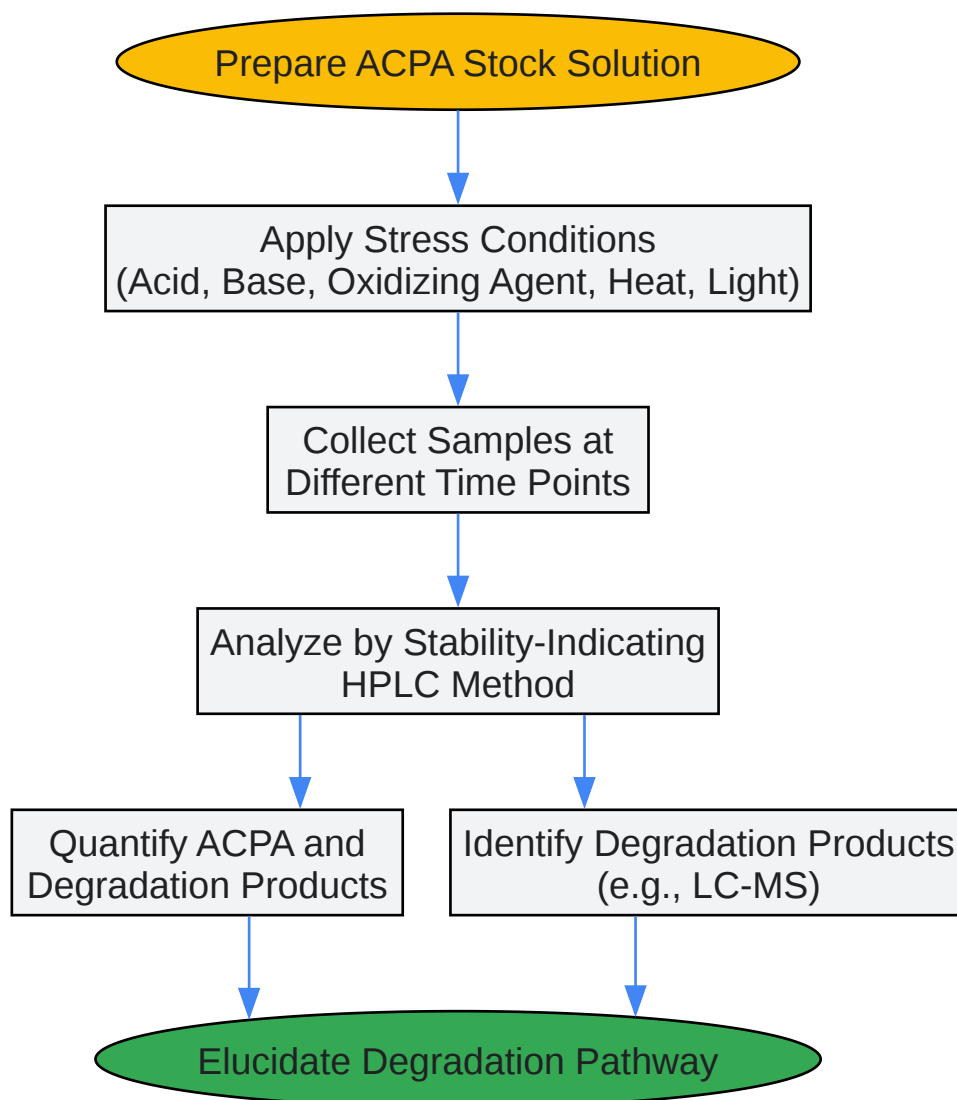 Prepare ACPA Stock Solution
Apply Stress Conditions
(Acid, Base, Oxidizing Agent, Heat, Light)
Collect Samples at
Different Time Points
Analyze by Stability-Indicating
HPLC Method
Quantify ACPA and
Degradation Products
Identify Degradation Products
(e.g., LC-MS)
Elucidate Degradation Pathway